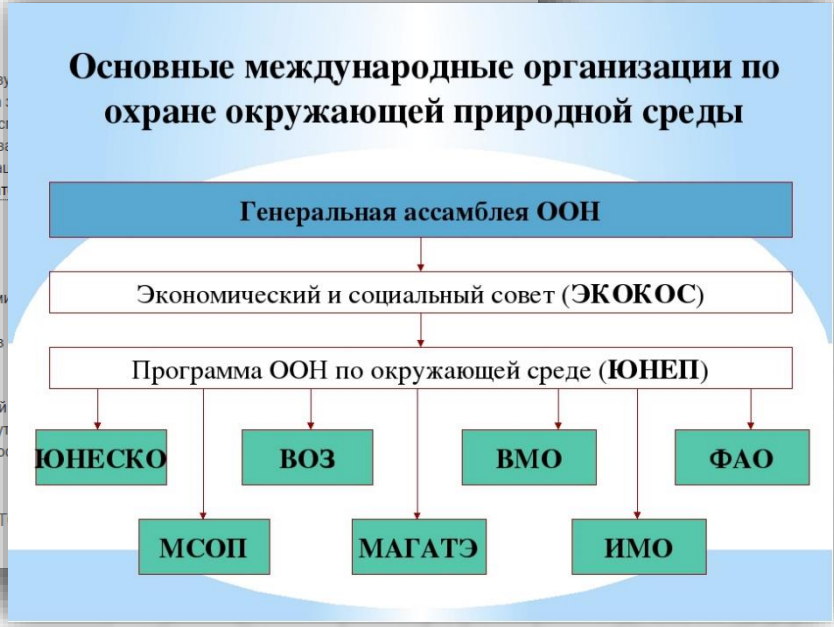 Основные международные организации по
охране окружающей природной среды
Генеральная ассамблея ООН
Экономический и социальный совет (ЭКОКОС)
Программа ООН по окружающей среде (ЮНЕП)
ЮНЕСКО ВОЗ ВМО ФАО
МСОП МАГАТЭ ИМО